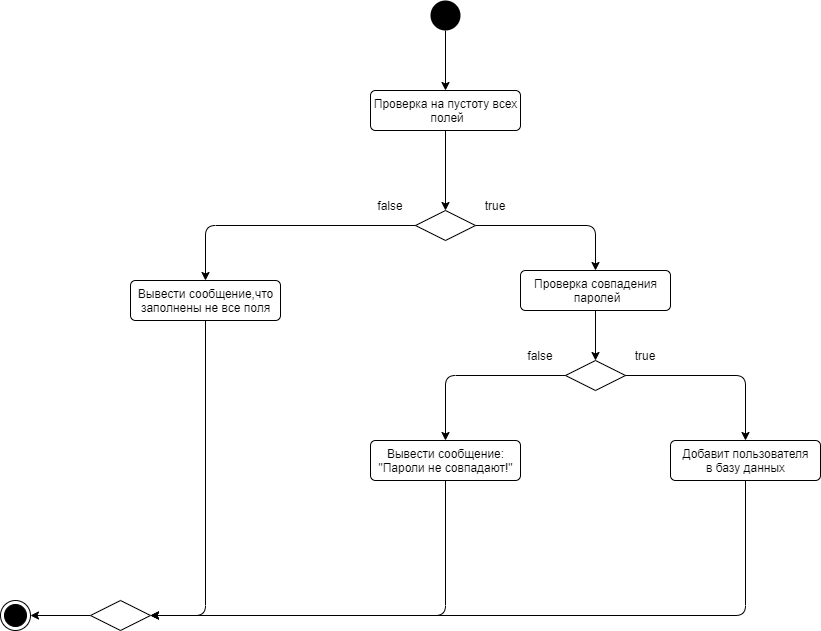 Проверка на пустоту всех
полей
false
true
Вывести сообщение,что
заполнены не все поля
Проверка совпадения
паролей
false
true
Вывести сообщение:
"Пароли не совпадают!"
Добавит пользователя
в базу данных